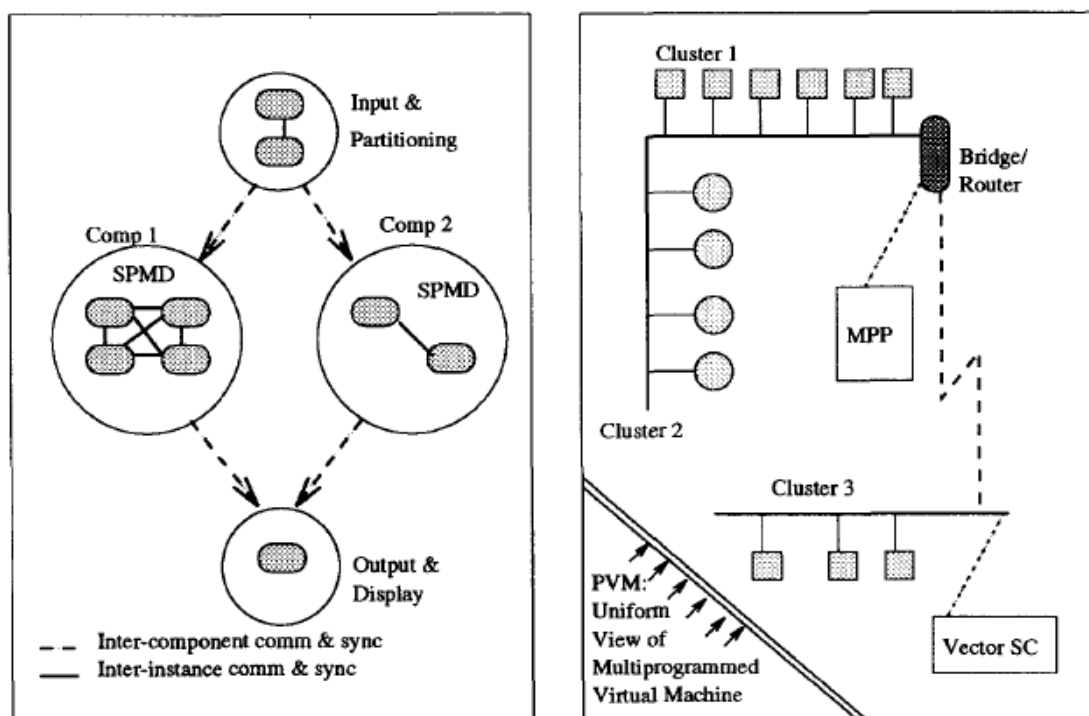 Input &
Partitioning
Comp 1
Comp 2
SPMD
SPMD
Output &
Display
Inter-component comm & sync
Inter-instance comm & sync
Cluster 1
Bridge/
Router
MPP
Cluster 2
Cluster 3
PVM:
Uniform
View of
Multiprogrammed
Virtual Machine
Vector SC